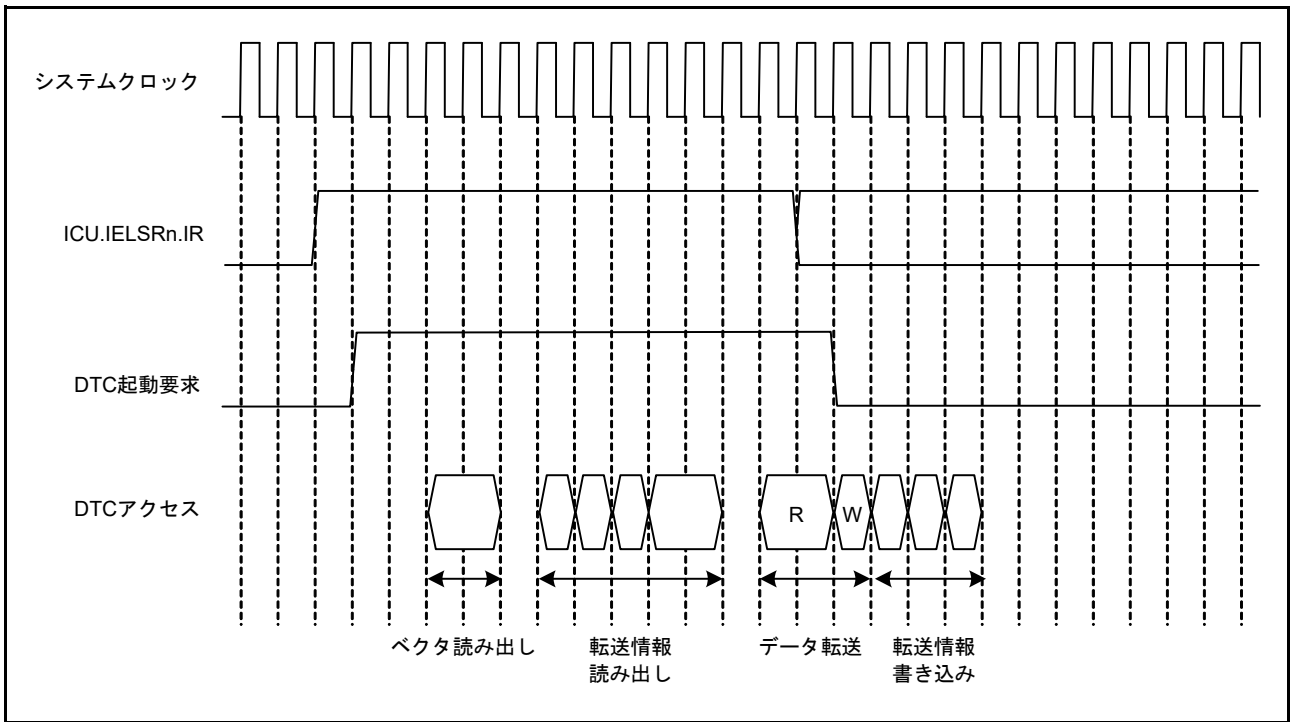 システムクロック
ICU.IELSRn.IR
DTC起動要求
DTCアクセス
R
W
ベクタ読み出し
転送情報
読み出し
データ転送
転送情報
書き込み